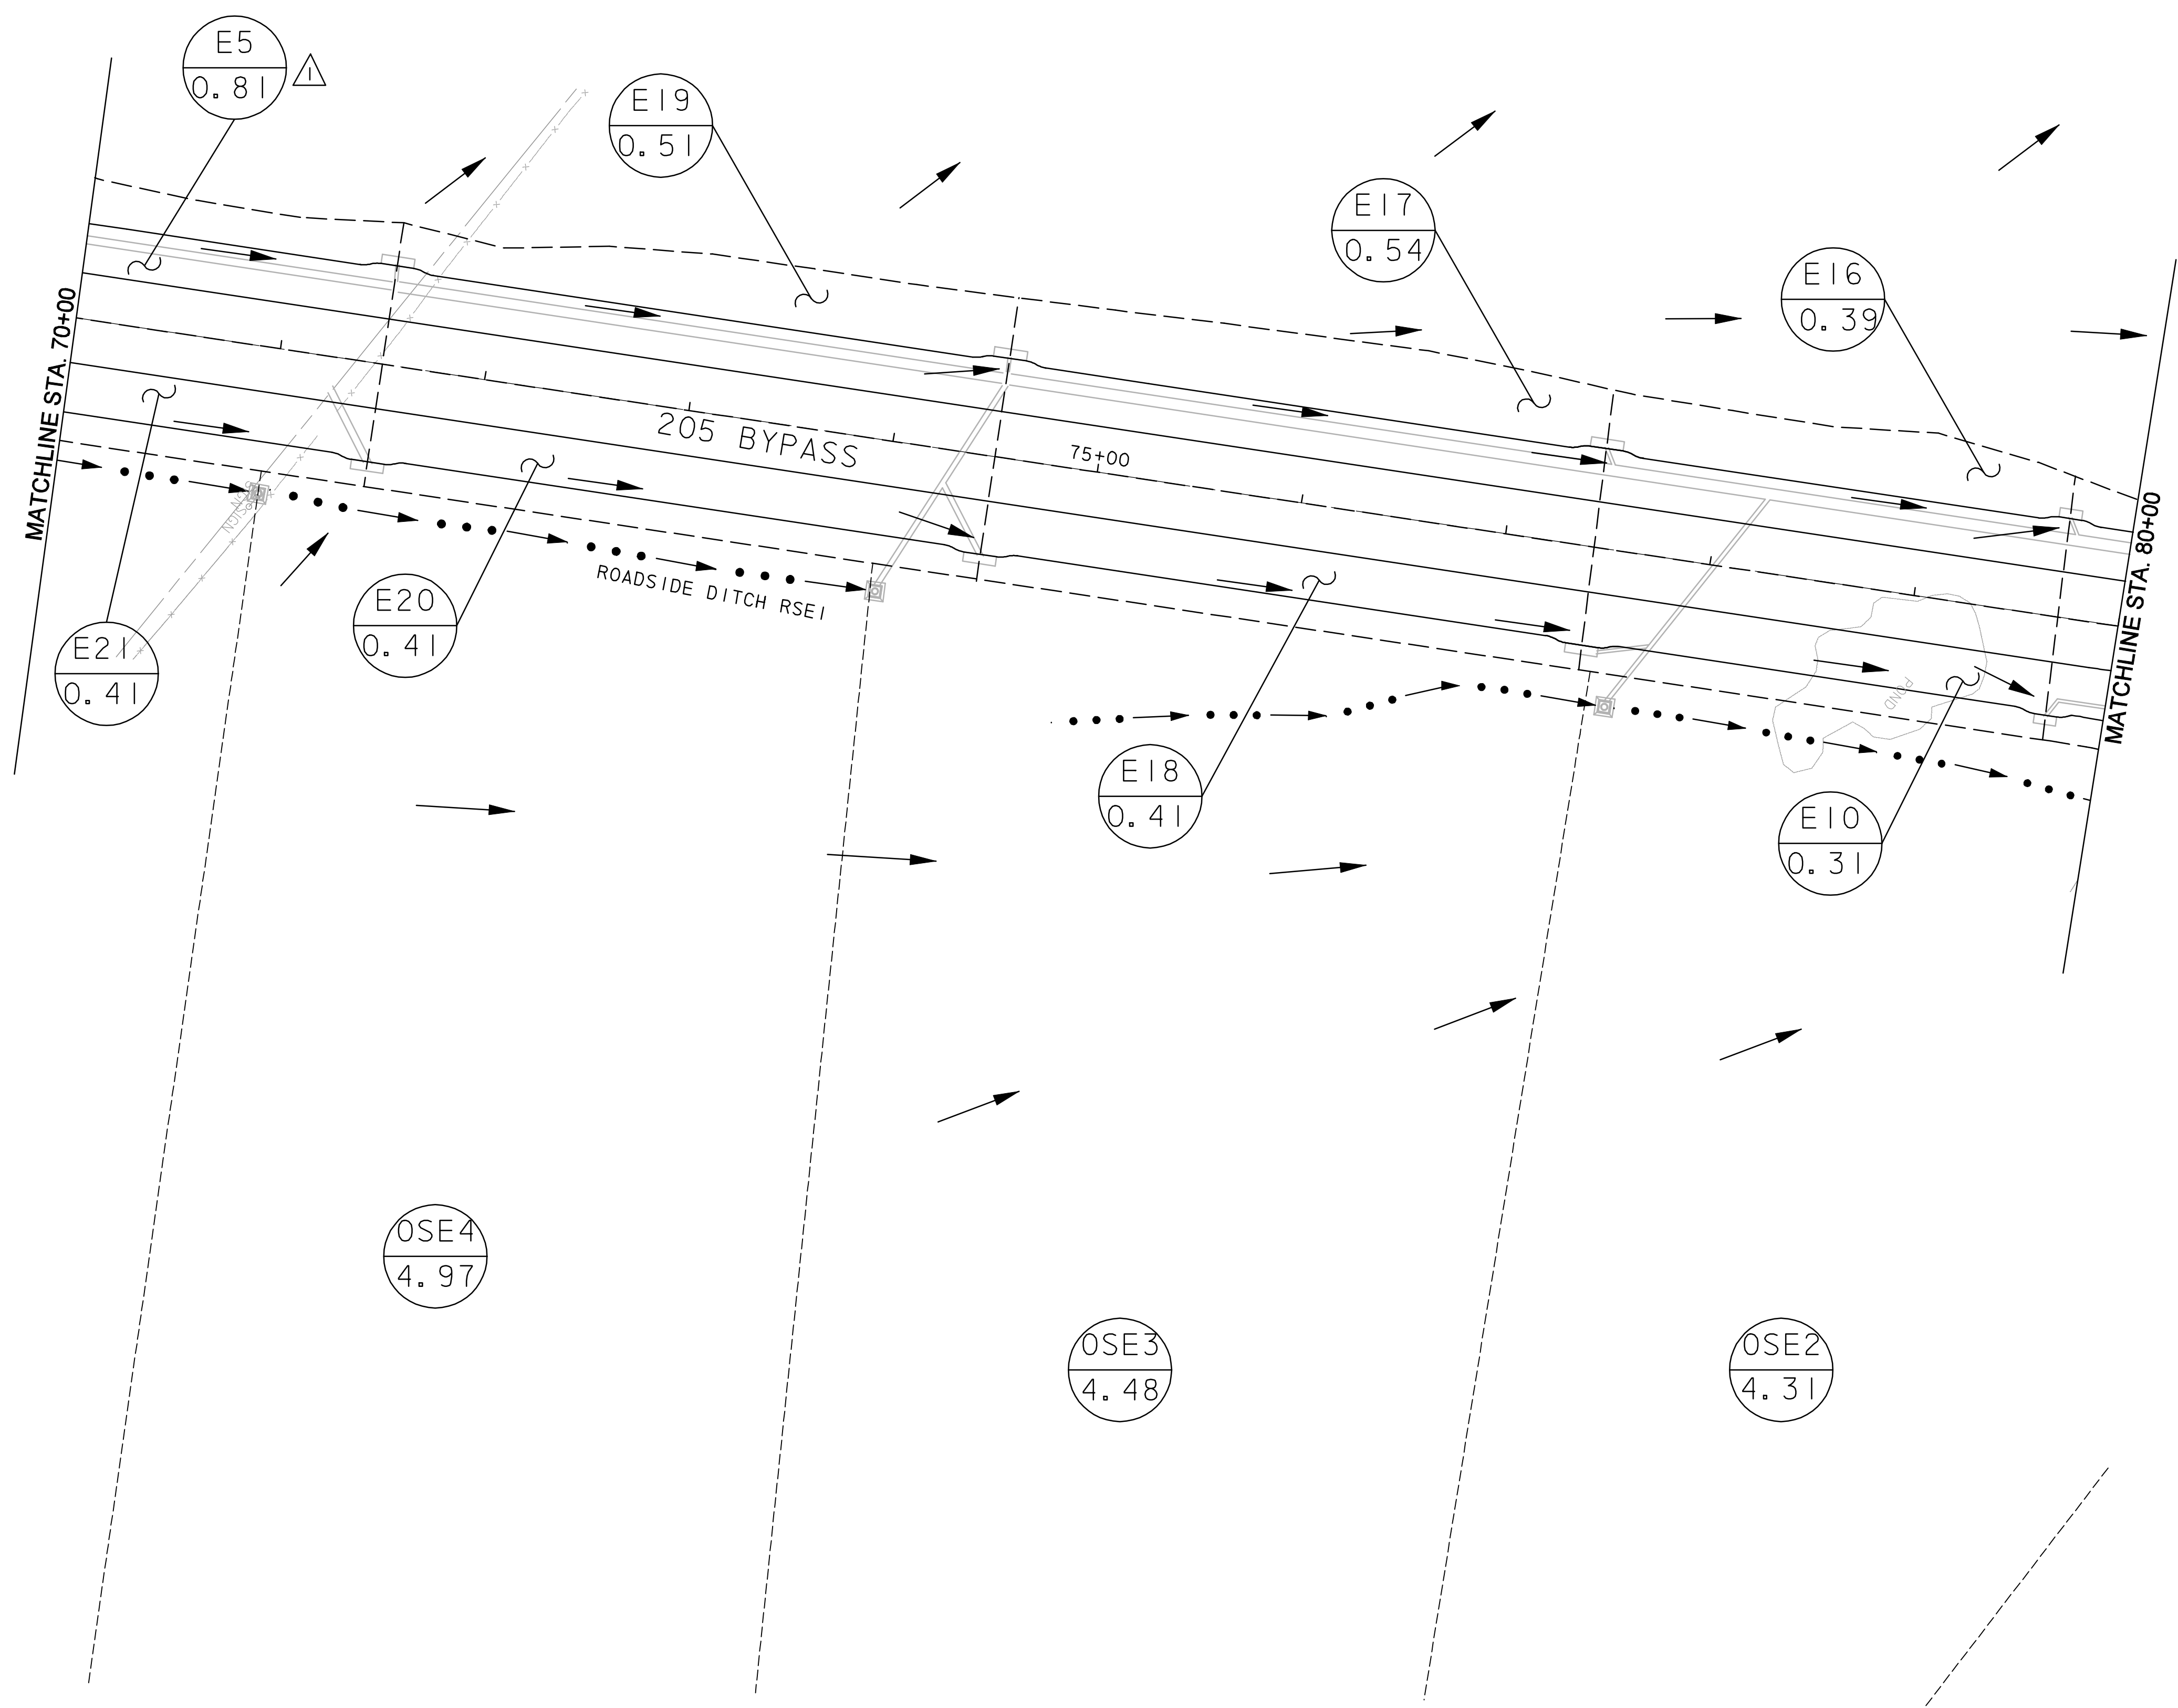 E5
0.81
1
E19
0.51
E17
0.54
E16
0.39
MATCHLINE STA. 70+00
205 BYPASS
75+00
MATCHLINE STA. 80+00
ROADSIDE DITCH RSE1
E21
0.41
E20
0.41
POND
E18
0.41
E10
0.31
OSE4
4.97
OSE3
4.48
OSE2
4.31